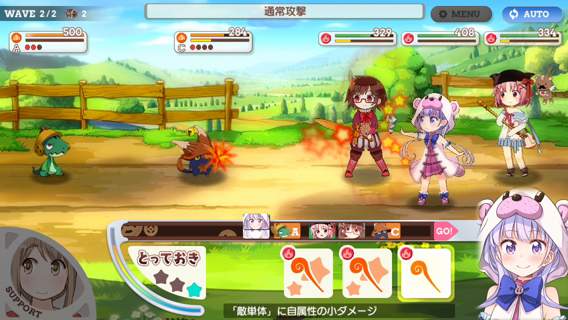 WAVE 2/2 2
通常攻撃
MENU
AUTO
500
A
284
C
329
408
334
A
C
GO!
とっておき
SUPPORT
「敵単体」に自属性の小ダメージ